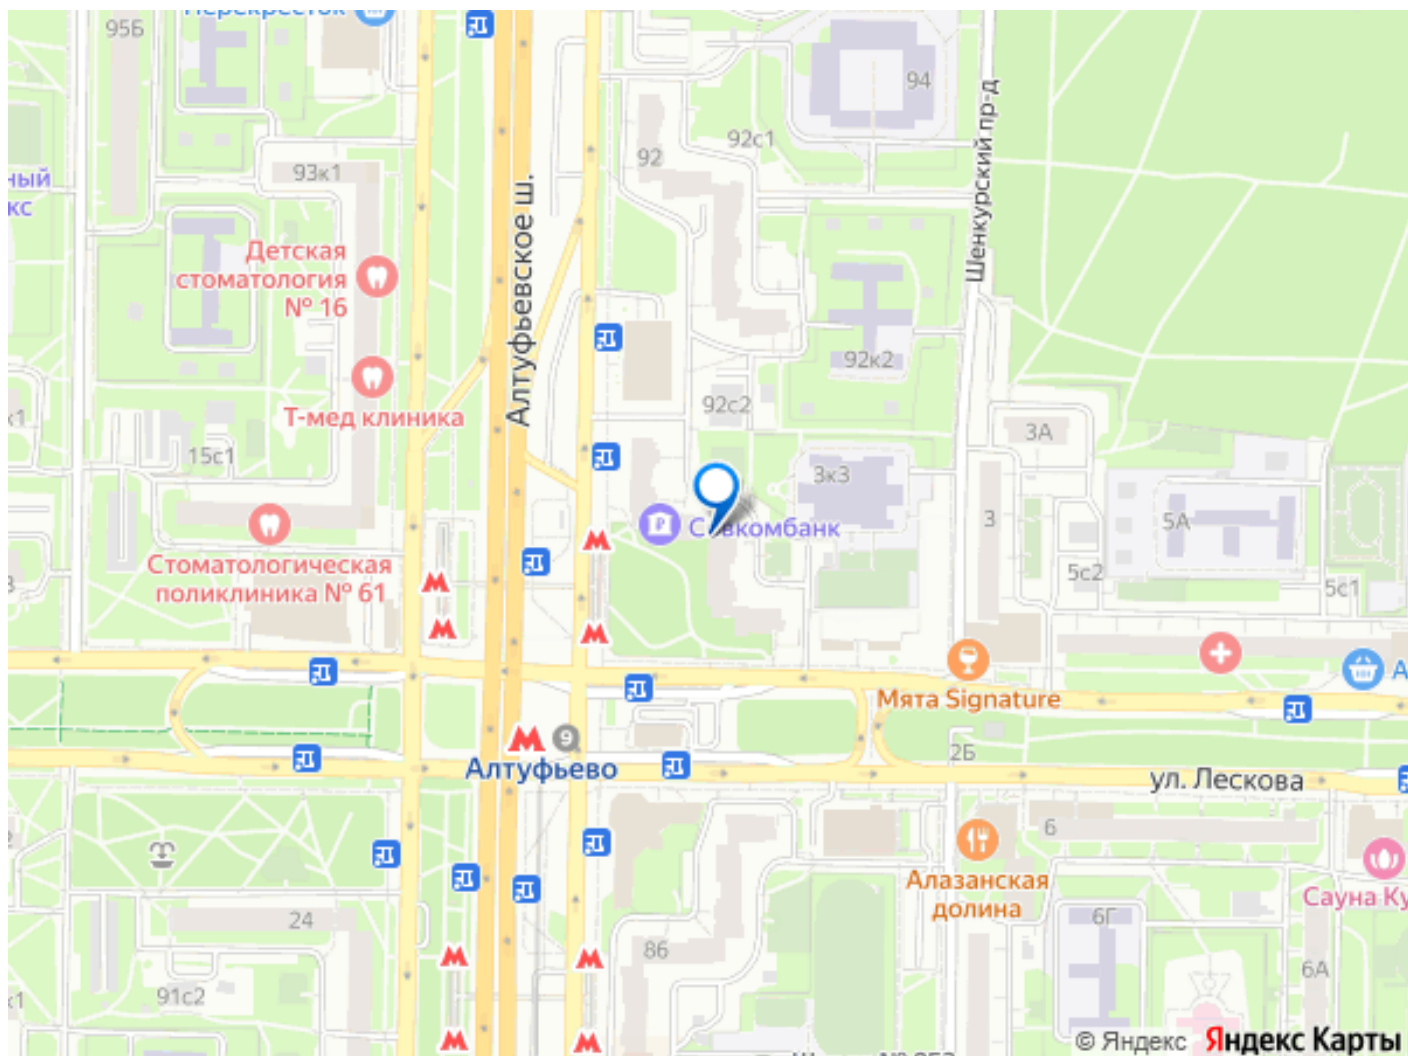 Перекрёсток
95Б
94
92с1
92
Шенкурский пр-д
93к1
Алтуфьевское ш.
Детская
стоматология
№ 16
92к2
Т-мед клиника
92с2
3А
15с1
3к3
3
5А
Совкомбанк
Стоматологическая
поликлиника № 61
5с2
5с1
Мята Signature
9
Алтуфьево
2Б
ул. Лескова
6
Алазанская
долина
Сауна
24
6Г
86
6А
91с2
© Яндекс Яндекс Карты